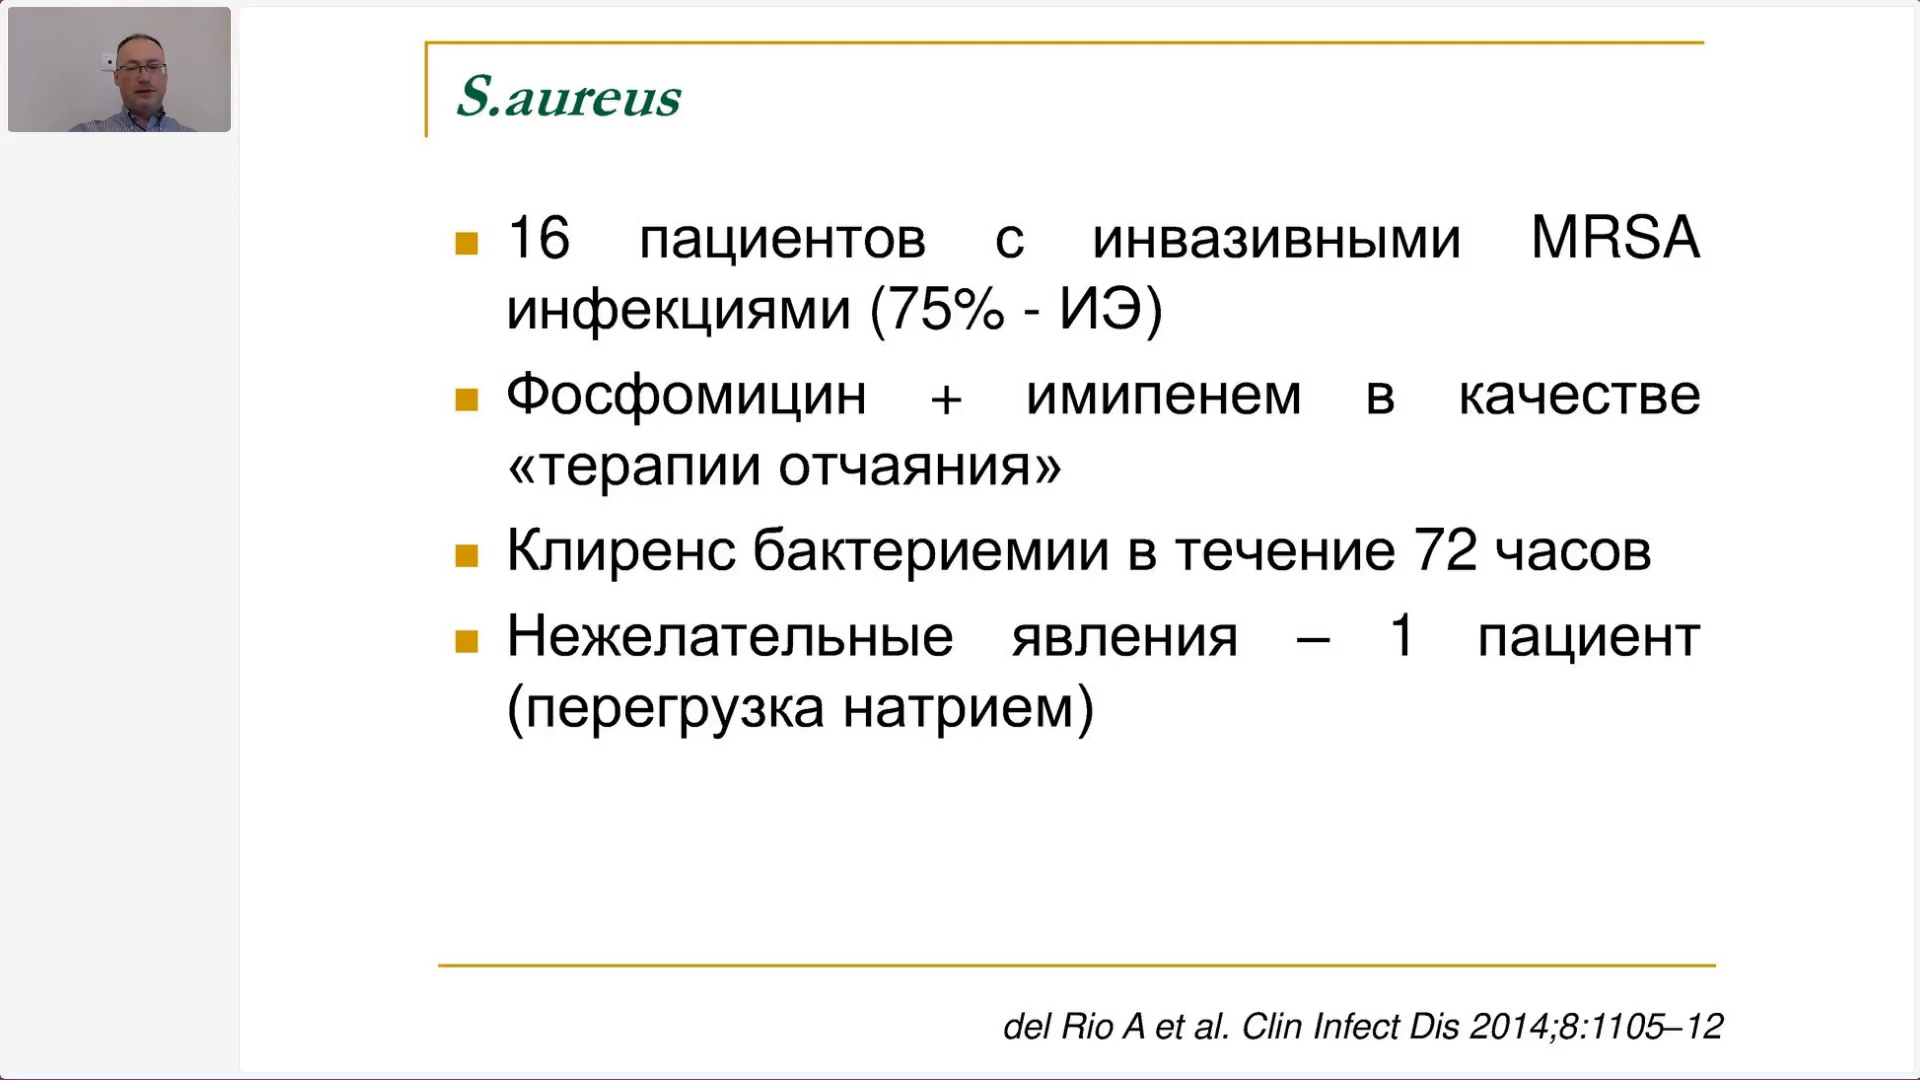 S.aureus
16 пациентов с инвазивными MRSA
инфекциями (75% - ИЭ)
Фосфомицин + имипенем в качестве
«терапии отчаяния»
Клиренс бактериемии в течение 72 часов
Нежелательные явления – 1 пациент
(перегрузка натрием)
del Rio A et al. Clin Infect Dis 2014;8:1105–12